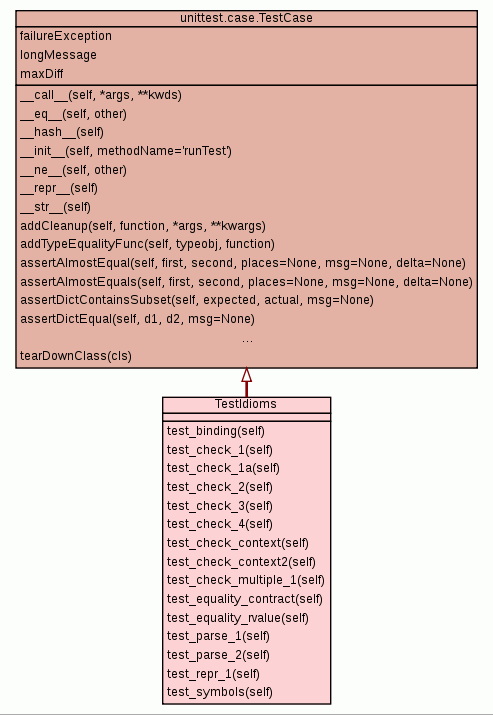 unittest.case.TestCase
failureException
longMessage
maxDiff
__call__(self, *args, **kwds)
__eq__(self, other)
__hash__(self)
__init__(self, methodName='runTest')
__ne__(self, other)
__repr__(self)
__str__(self)
addCleanup(self, function, *args, **kwargs)
addTypeEqualityFunc(self, typeobj, function)
assertAlmostEqual(self, first, second, places=None, msg=None, delta=None)
assertAlmostEquals(self, first, second, places=None, msg=None, delta=None)
assertDictContainsSubset(self, expected, actual, msg=None)
assertDictEqual(self, d1, d2, msg=None)
...
tearDownClass(cls)
TestIdioms
test_binding(self)
test_check_1(self)
test_check_1a(self)
test_check_2(self)
test_check_3(self)
test_check_4(self)
test_check_context(self)
test_check_context2(self)
test_check_multiple_1(self)
test_equality_contract(self)
test_equality_rvalue(self)
test_parse_1(self)
test_parse_2(self)
test_repr_1(self)
test_symbols(self)